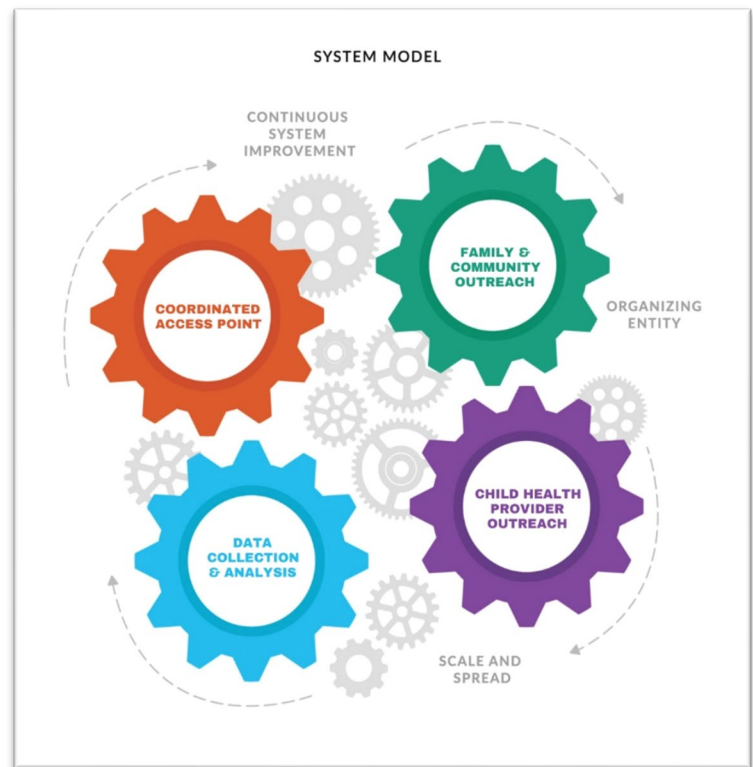 SYSTEM MODEL
CONTINUOUS
SYSTEM
IMPROVEMENT
FAMILY &
COMMUNITY
OUTREACH
COORDINATED
ACCESS POINT
ORGANIZING
ENTITY
CHILD HEALTH
PROVIDER
OUTREACH
DATA
COLLECTION
& ANALYSIS
SCALE AND
SPREAD